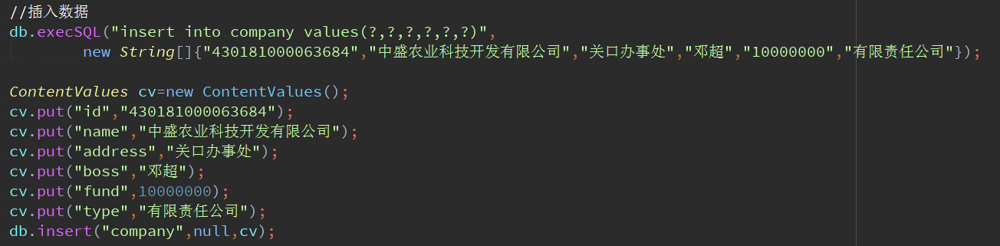 //插入数据
db.execSQL("insert into company values(?,?,?,?,?,?)",
new String[]{"430181000063684","中盛农业科技开发有限公司","关口办事处","邓超","10000000","有限责任公司"});
ContentValues cv=new ContentValues();
cv.put("id","430181000063684");
cv.put("name","中盛农业科技开发有限公司");
cv.put("address","关口办事处");
cv.put("boss","邓超");
cv.put("fund",10000000);
cv.put("type","有限责任公司");
db.insert("company",null,cv);